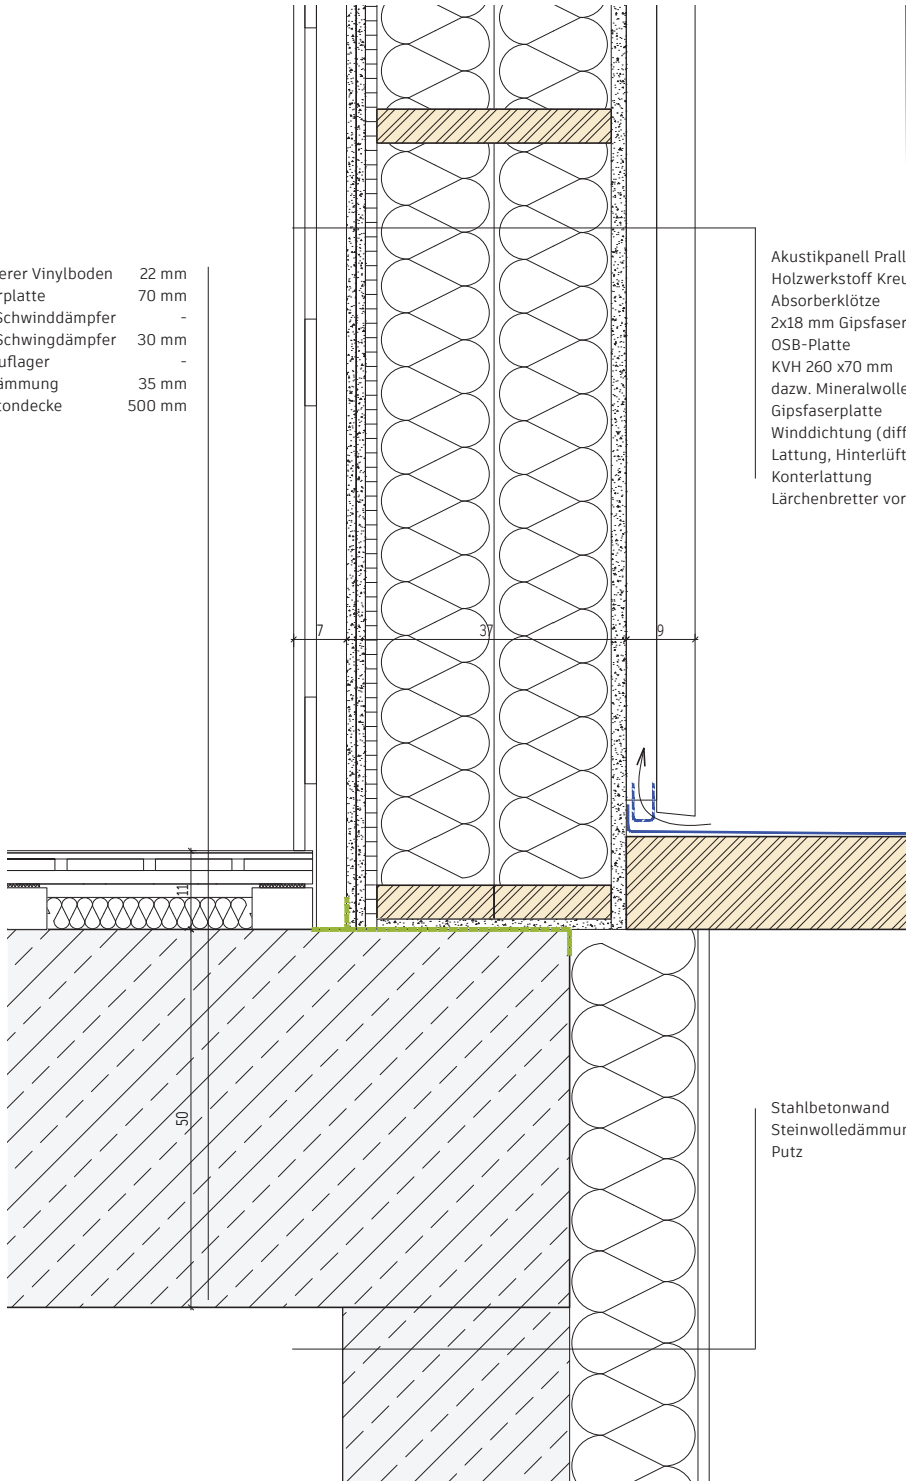 erer Vinylboden 22 mm
rplatte 70 mm
Schwinddämpfer -
Schwingdämpfer 30 mm
uflager -
ämmung 35 mm
tondecke 500 mm
Akustikpanell Prall
Holzwerkstoff Kreu
Absorberklötze
2x18 mm Gipsfaser
OSB-Platte
KVH 260 x70 mm
dazw. Mineralwolle
Gipsfaserplatte
Winddichtung (diff
Lattung, Hinterlüft
Konterlattung
Lärchenbretter vor
7 37 9
11
50
Stahlbetonwand
Steinwolledämmun
Putz